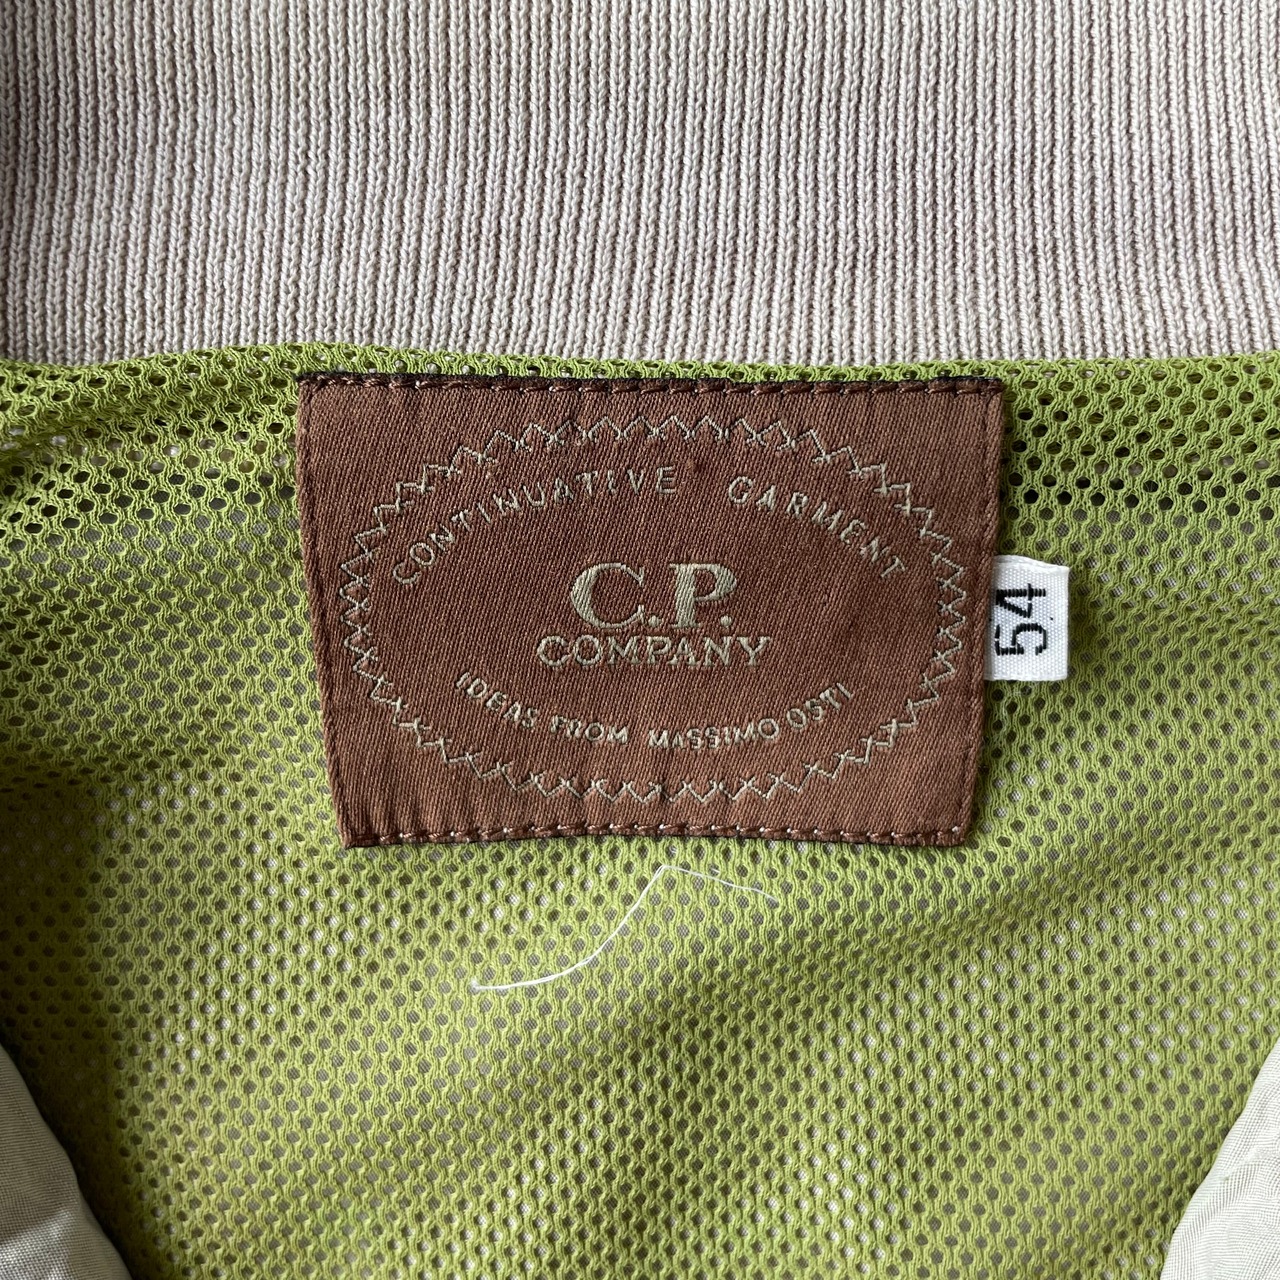 CONTINUATIVE GARMENT
C.P.
COMPANY
IDEAS FROM MASSIMO OSTI
54